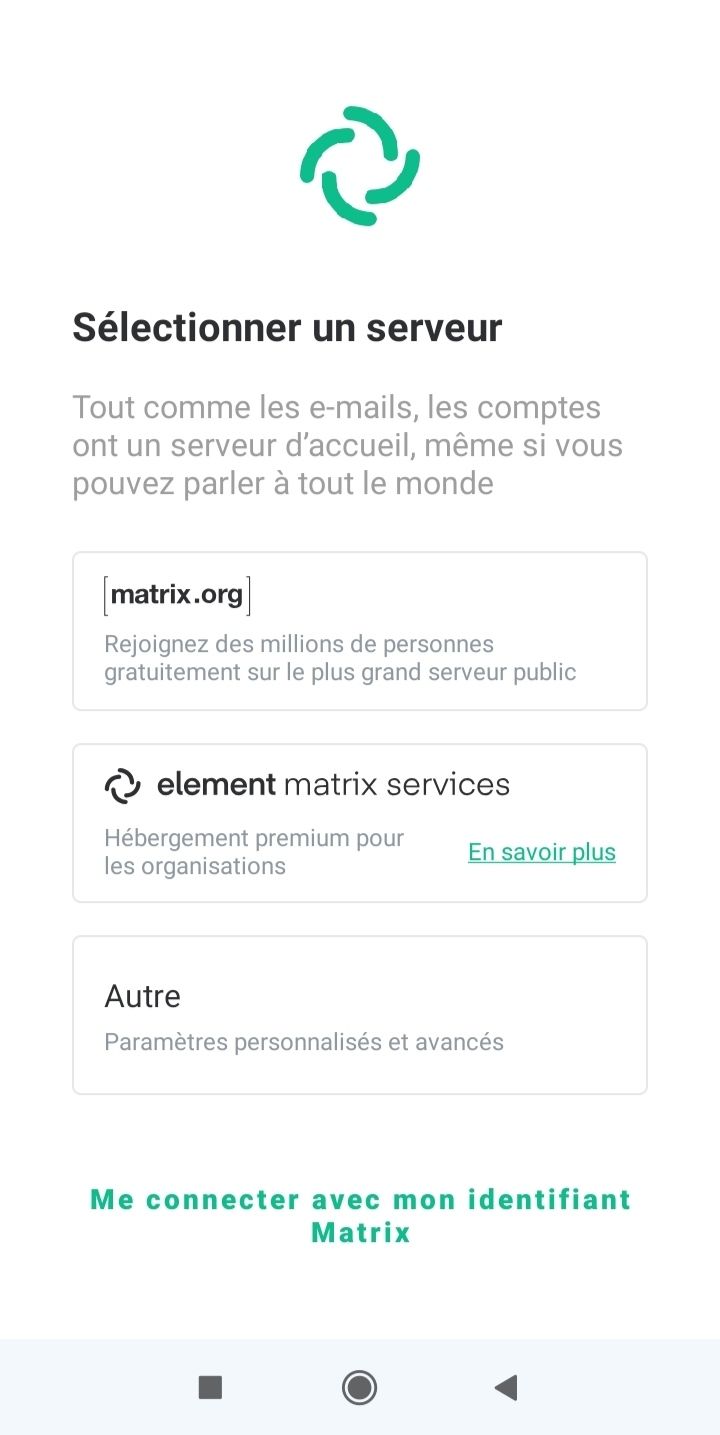 Sélectionner un serveur
Tout comme les e-mails, les comptes
ont un serveur d’accueil, même si vous
pouvez parler à tout le monde
[matrix.org]
Rejoignez des millions de personnes
gratuitement sur le plus grand serveur public
element matrix services
Hébergement premium pour
les organisations
En savoir plus
Autre
Paramètres personnalisés et avancés
Me connecter avec mon identifiant
Matrix